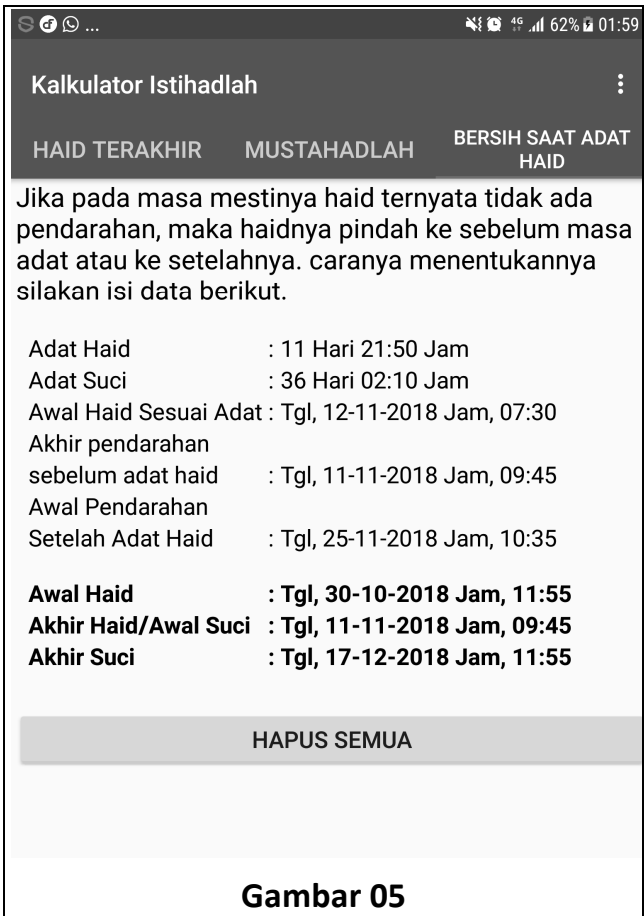 ... 4G 62% 01:59
Kalkulator Istihadlah
HAID TERAKHIR MUSTAHADLAH BERSIH SAAT ADAT HAID
Jika pada masa mestinya haid ternyata tidak ada
pendarahan, maka haidnya pindah ke sebelum masa
adat atau ke setelahnya. caranya menentukannya
silakan isi data berikut.
Adat Haid : 11 Hari 21:50 Jam
Adat Suci : 36 Hari 02:10 Jam
Awal Haid Sesuai Adat : Tgl, 12-11-2018 Jam, 07:30
Akhir pendarahan
sebelum adat haid : Tgl, 11-11-2018 Jam, 09:45
Awal Pendarahan
Setelah Adat Haid : Tgl, 25-11-2018 Jam, 10:35
Awal Haid : Tgl, 30-10-2018 Jam, 11:55
Akhir Haid/Awal Suci : Tgl, 11-11-2018 Jam, 09:45
Akhir Suci : Tgl, 17-12-2018 Jam, 11:55
HAPUS SEMUA
Gambar 05